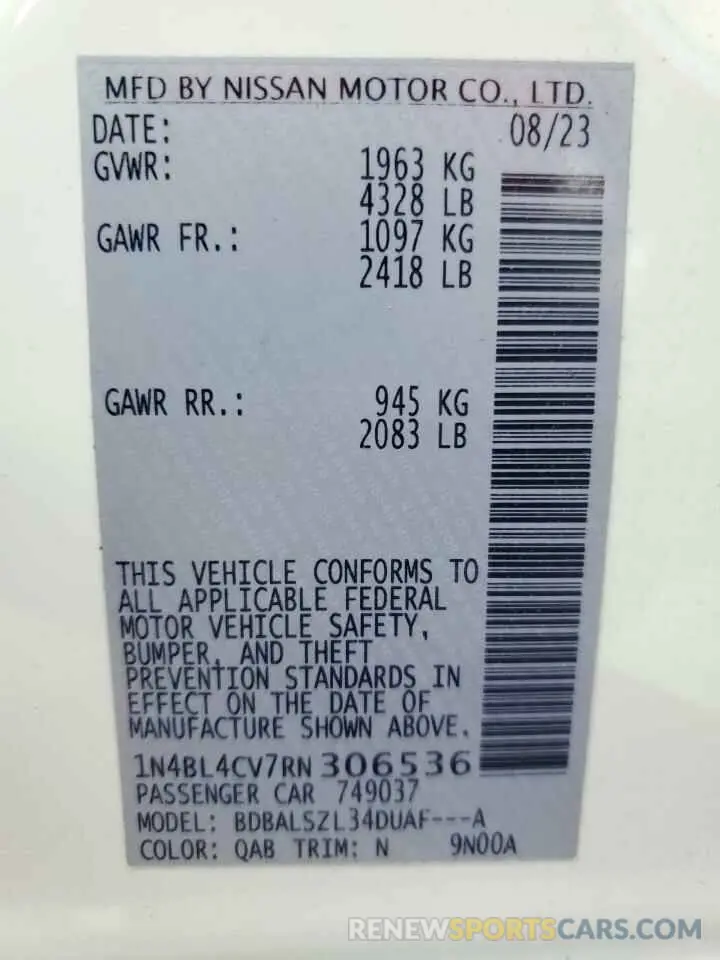 MFD BY NISSAN MOTOR CO., LTD.
DATE: 08/23
GVWR: 1963 KG
4328 LB
GAWR FR.: 1097 KG
2418 LB
GAWR RR.: 945 KG
2083 LB
THIS VEHICLE CONFORMS TO
ALL APPLICABLE FEDERAL
MOTOR VEHICLE SAFETY,
BUMPER, AND THEFT
PREVENTION STANDARDS IN
EFFECT ON THE DATE OF
MANUFACTURE SHOWN ABOVE.
1N4BL4CV7RN 306536
PASSENGER CAR 749037
MODEL: BDBALSZL34DUAF---A
COLOR: QAB TRIM: N 9N00A
RENEWSPORTSCARS.COM